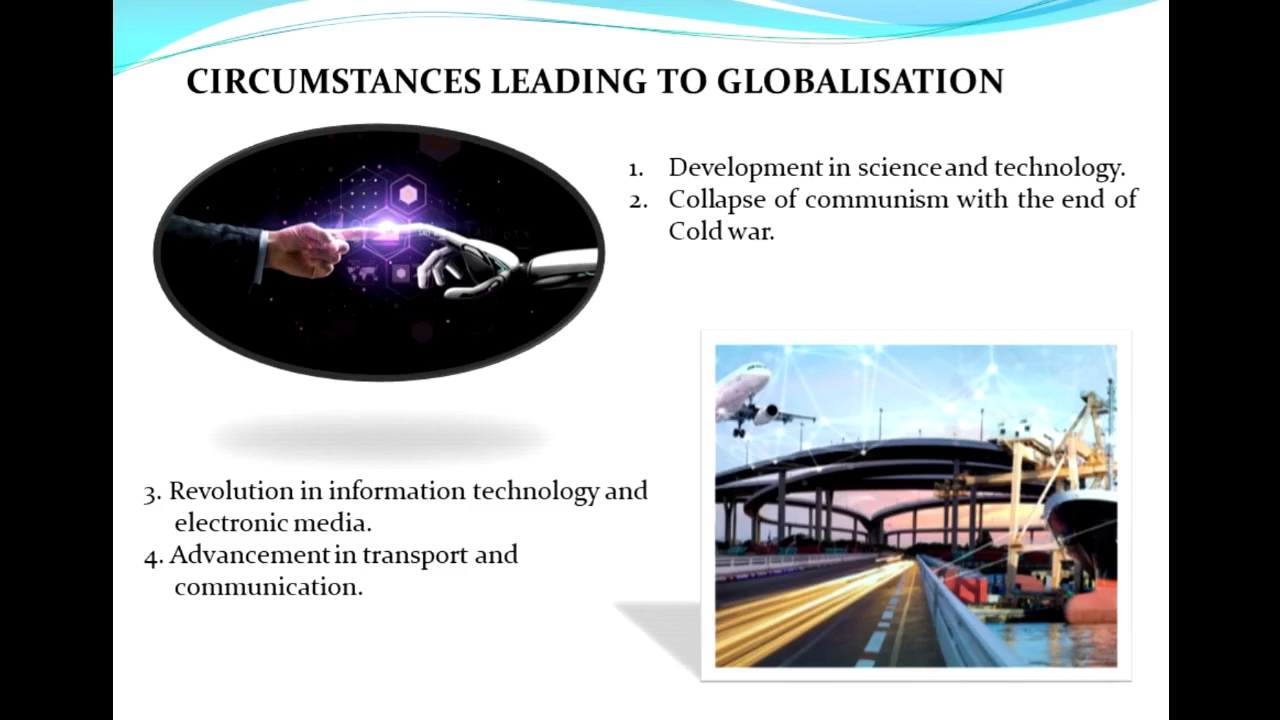 CIRCUMSTANCES LEADING TO GLOBALISATION
1. Development in science and technology.
2. Collapse of communism with the end of
Cold war.
3. Revolution in information technology and
electronic media.
4. Advancement in transport and
communication.